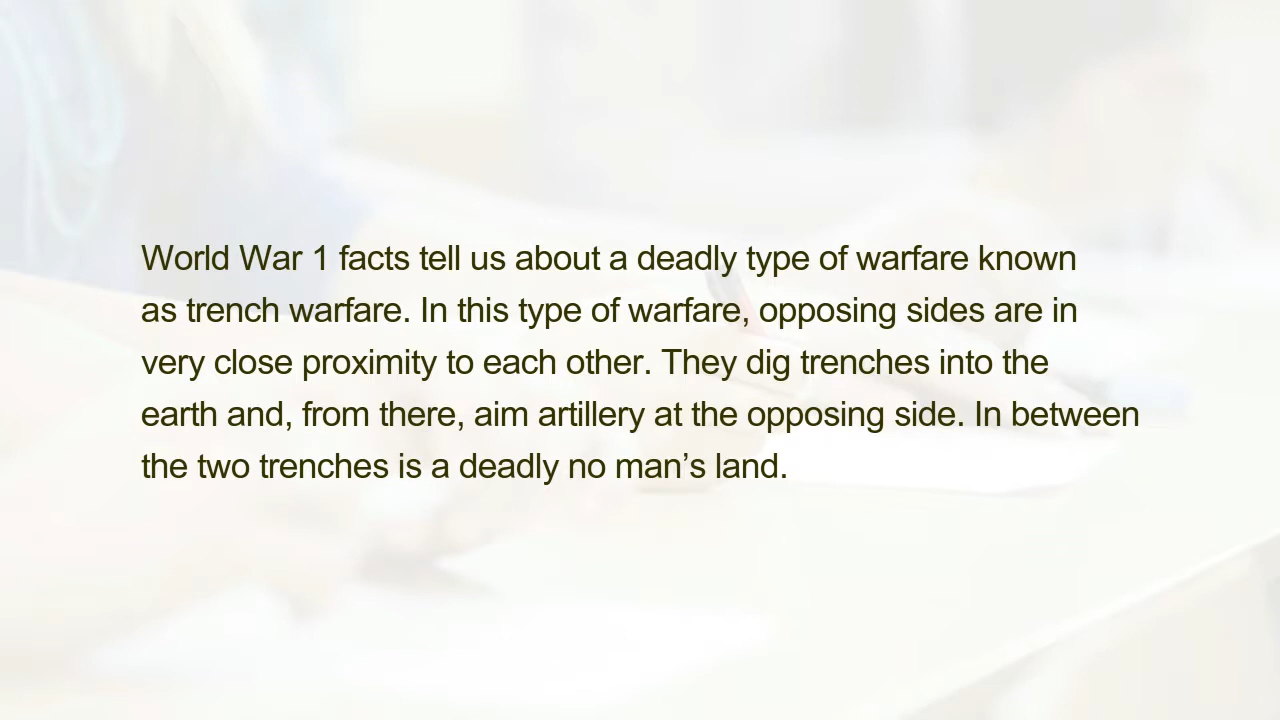 World War 1 facts tell us about a deadly type of warfare known
as trench warfare. In this type of warfare, opposing sides are in
very close proximity to each other. They dig trenches into the
earth and, from there, aim artillery at the opposing side. In between
the two trenches is a deadly no man’s land.